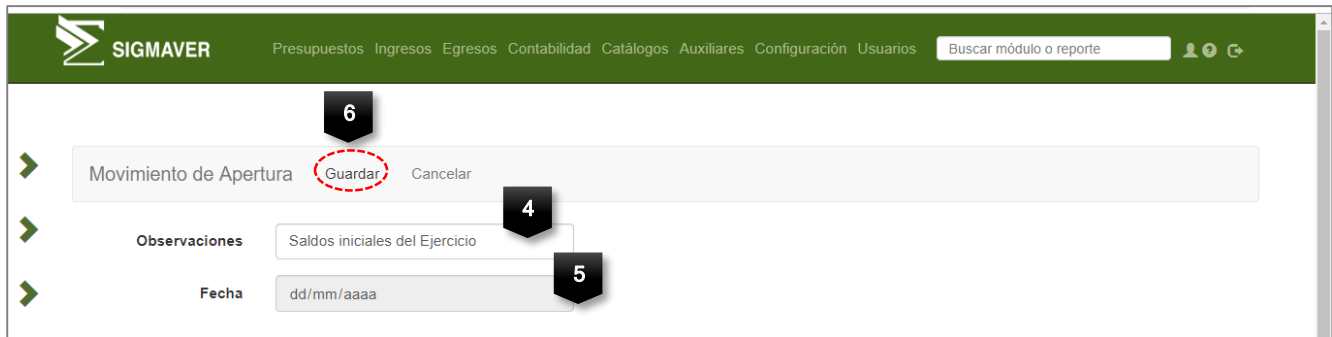 SIGMAVER Presupuestos Ingresos Egresos Contabilidad Catálogos Auxiliares Configuración Usuarios Buscar módulo o reporte
6
Movimiento de Apertura Guardar Cancelar
4
Observaciones Saldos iniciales del Ejercicio
5
Fecha dd/mm/aaaa